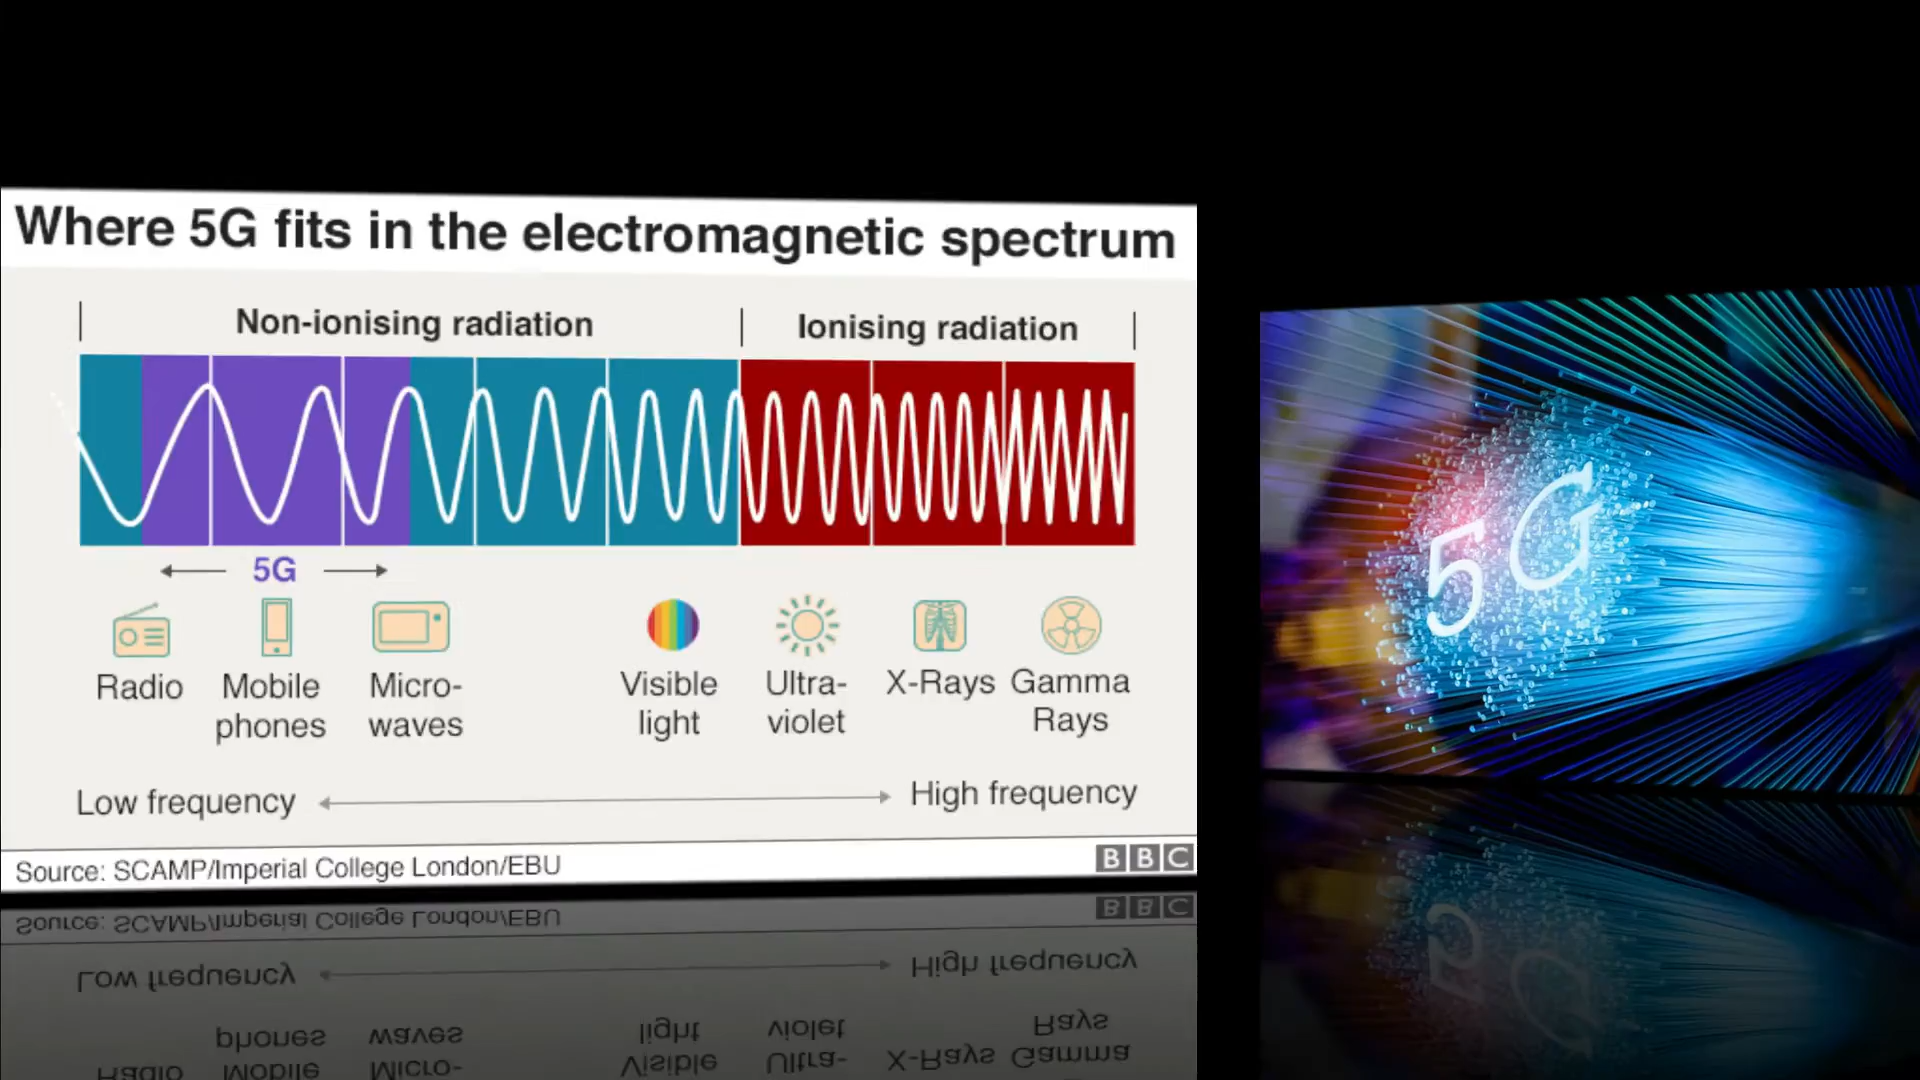 Where 5G fits in the electromagnetic spectrum
Non-ionising radiation
Ionising radiation
5G
Radio
Mobile
phones
Micro-
waves
Visible
light
Ultra-
violet
X-Rays
Gamma
Rays
Low frequency
High frequency
Source: SCAMP/Imperial College London/EBU
BBC
5G